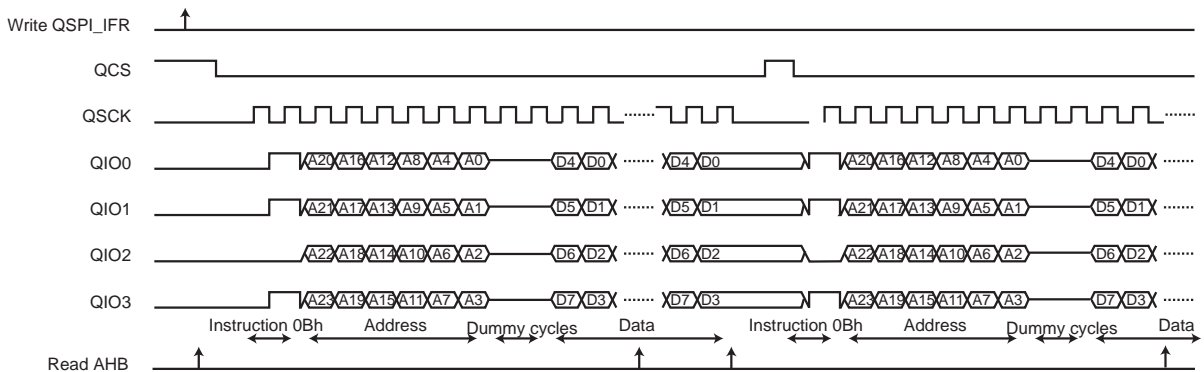 Write QSPI_IFR
QCS
QSCK
QIO0 A20 A16 A12 A8 A4 A0 D4 D0 D4 D0 A20 A16 A12 A8 A4 A0 D4 D0
QIO1 A21 A17 A13 A9 A5 A1 D5 D1 D5 D1 A21 A17 A13 A9 A5 A1 D5 D1
QIO2 A22 A18 A14 A10 A6 A2 D6 D2 D6 D2 A22 A18 A14 A10 A6 A2 D6 D2
QIO3 A23 A19 A15 A11 A7 A3 D7 D3 D7 D3 A23 A19 A15 A11 A7 A3 D7 D3
Instruction 0Bh Address Dummy cycles Data Instruction 0Bh Address Dummy cycles Data
Read AHB